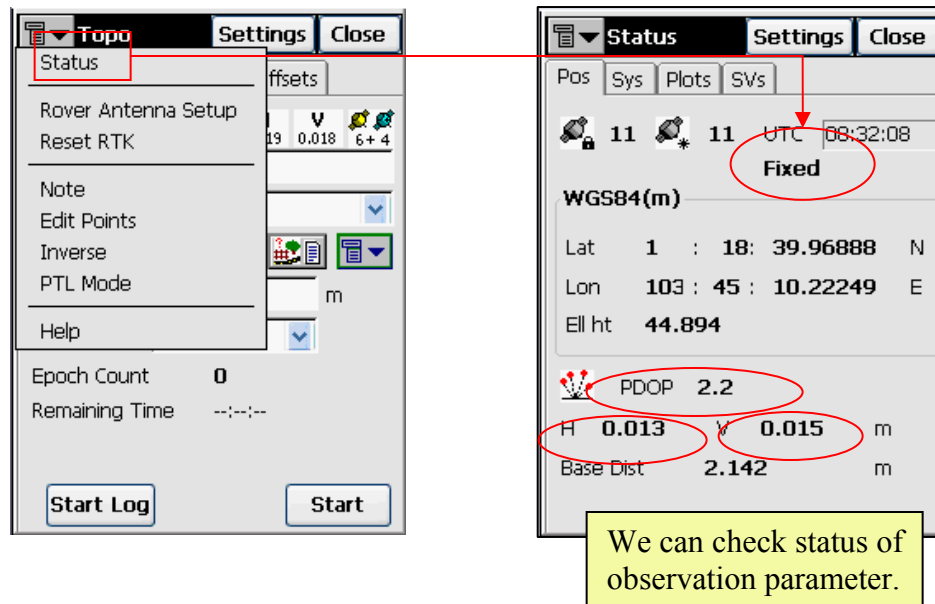 Topo Settings Close
Status
ffsets
Rover Antenna Setup
Reset RTK
V
19 0.018 6+ 4
Note
Edit Points
Inverse
PTL Mode
m
Help
Epoch Count 0
Remaining Time --:--:--
Start Log Start
Status Settings Close
Pos Sys Plots SVs
11 11 UTC 08:32:08
Fixed
WGS84(m)
Lat 1 : 18: 39.96888 N
Lon 103 : 45 : 10.22249 E
Ell ht 44.894
PDOP 2.2
H 0.013 V 0.015 m
Base Dist 2.142 m
We can check status of
observation parameter.